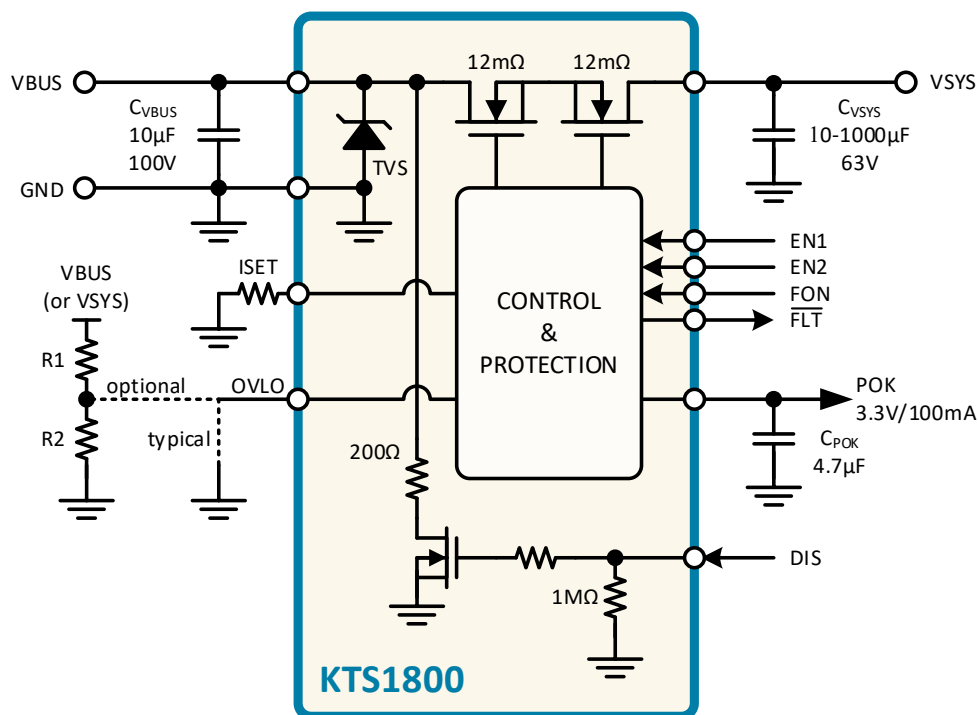 12mΩ 12mΩ
VBUS
VSYS
CVBUS
10µF
100V
TVS
CVSYS
10-1000µF
63V
GND
EN1
EN2
FON
FLT
VBUS
(or VSYS)
ISET
CONTROL
&
PROTECTION
R1
optional
OVLO
POK
3.3V/100mA
R2
typical
200Ω
CPOK
4.7µF
DIS
1MΩ
KTS1800